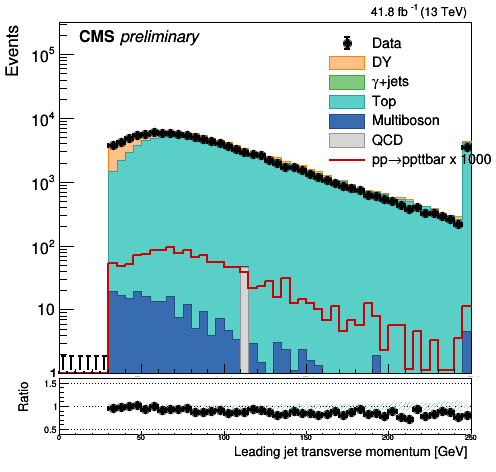 41.8 fb⁻¹ (13 TeV)
CMS preliminary
Events
10⁵
10⁴
10³
10²
10
1
Data
DY
γ+jets
Top
Multiboson
QCD
pp→ppttbar x 1000
Ratio
1.5
1
0.5
0 50 100 150 200 250
Leading jet transverse momentum [GeV]